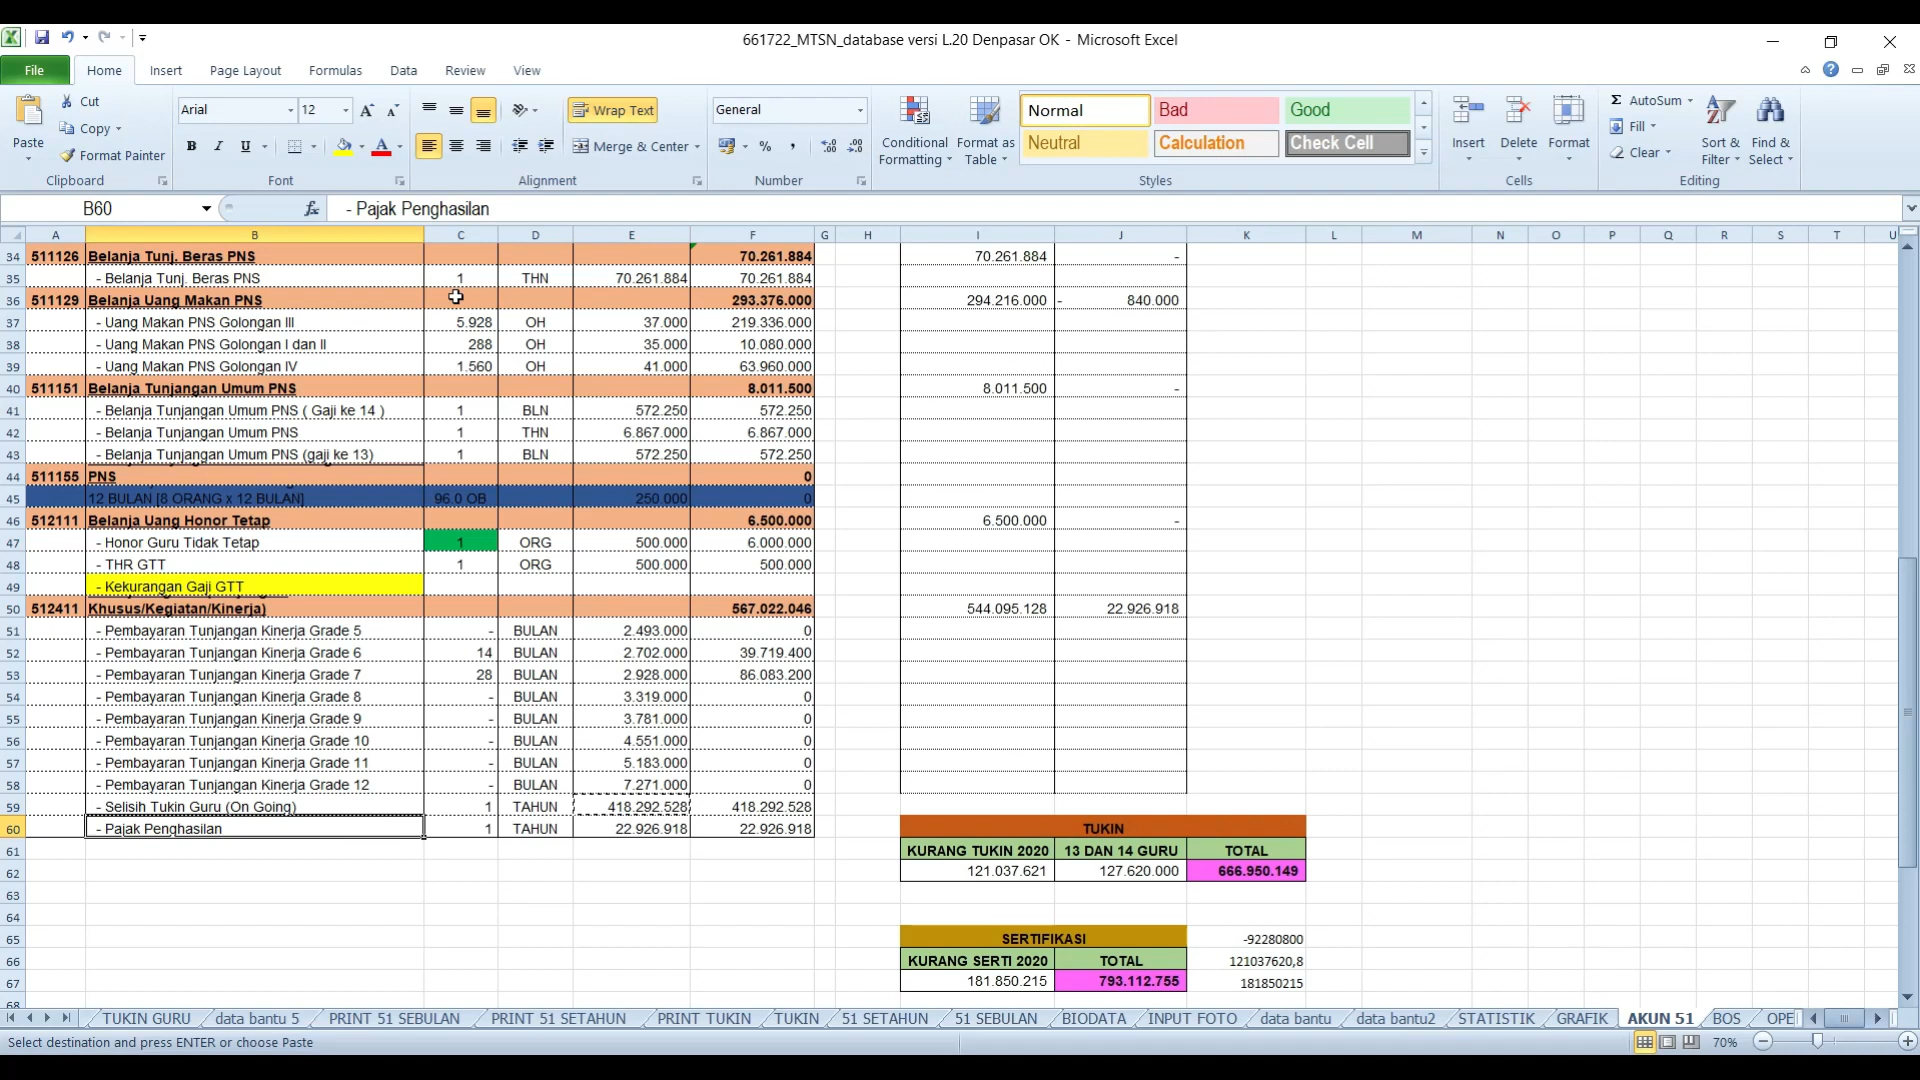 661722_MTSN_database versi L.20 Denpasar OK - Microsoft Excel
File Home Insert Page Layout Formulas Data Review View
Paste Cut Copy Format Painter Clipboard
Arial 12 B I U Font
Wrap Text Merge & Center Alignment
General % , Number
Conditional Formatting Format as Table
Normal Bad Good Neutral Calculation Check Cell Styles
Insert Delete Format Cells
AutoSum Fill Clear Sort & Filter Find & Select Editing
B60 fx - Pajak Penghasilan
A B C D E F G H I J K L M N O P Q R S T U
34 511126 Belanja Tunj. Beras PNS 70.261.884 70.261.884 -
35 - Belanja Tunj. Beras PNS 1 THN 70.261.884 70.261.884
36 511129 Belanja Uang Makan PNS 293.376.000 294.216.000 - 840.000
37 - Uang Makan PNS Golongan III 5.928 OH 37.000 219.336.000
38 - Uang Makan PNS Golongan I dan II 288 OH 35.000 10.080.000
39 - Uang Makan PNS Golongan IV 1.560 OH 41.000 63.960.000
40 511151 Belanja Tunjangan Umum PNS 8.011.500 8.011.500 -
41 - Belanja Tunjangan Umum PNS ( Gaji ke 14 ) 1 BLN 572.250 572.250
42 - Belanja Tunjangan Umum PNS 1 THN 6.867.000 6.867.000
43 - Belanja Tunjangan Umum PNS (gaji ke 13) 1 BLN 572.250 572.250
44 511155 PNS 0
45 12 BULAN [8 ORANG x 12 BULAN] 96.0 OB 250.000 0
46 512111 Belanja Uang Honor Tetap 6.500.000 6.500.000 -
47 - Honor Guru Tidak Tetap 1 ORG 500.000 6.000.000
48 - THR GTT 1 ORG 500.000 500.000
49 - Kekurangan Gaji GTT
50 512411 Khusus/Kegiatan/Kinerja) 567.022.046 544.095.128 22.926.918
51 - Pembayaran Tunjangan Kinerja Grade 5 - BULAN 2.493.000 0
52 - Pembayaran Tunjangan Kinerja Grade 6 14 BULAN 2.702.000 39.719.400
53 - Pembayaran Tunjangan Kinerja Grade 7 28 BULAN 2.928.000 86.083.200
54 - Pembayaran Tunjangan Kinerja Grade 8 - BULAN 3.319.000 0
55 - Pembayaran Tunjangan Kinerja Grade 9 - BULAN 3.781.000 0
56 - Pembayaran Tunjangan Kinerja Grade 10 - BULAN 4.551.000 0
57 - Pembayaran Tunjangan Kinerja Grade 11 - BULAN 5.183.000 0
58 - Pembayaran Tunjangan Kinerja Grade 12 - BULAN 7.271.000 0
59 - Selisih Tukin Guru (On Going) 1 TAHUN 418.292.528 418.292.528
60 - Pajak Penghasilan 1 TAHUN 22.926.918 22.926.918 TUKIN
61 KURANG TUKIN 2020 13 DAN 14 GURU TOTAL
62 121.037.621 127.620.000 666.950.149
63
64
65 SERTIFIKASI -92280800
66 KURANG SERTI 2020 TOTAL 121037620,8
67 181.850.215 793.112.755 181850215
68
TUKIN GURU data bantu 5 PRINT 51 SEBULAN PRINT 51 SETAHUN PRINT TUKIN TUKIN 51 SETAHUN 51 SEBULAN BIODATA INPUT FOTO data bantu data bantu2 STATISTIK GRAFIK AKUN 51 BOS OPE
Select destination and press ENTER or choose Paste 70%